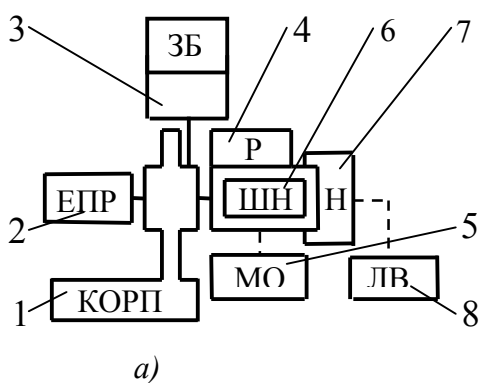 3 ЗБ 4 6 7
Р
ЕПР ШН Н
2 5
МО ЛВ
1 КОРП 8
а)